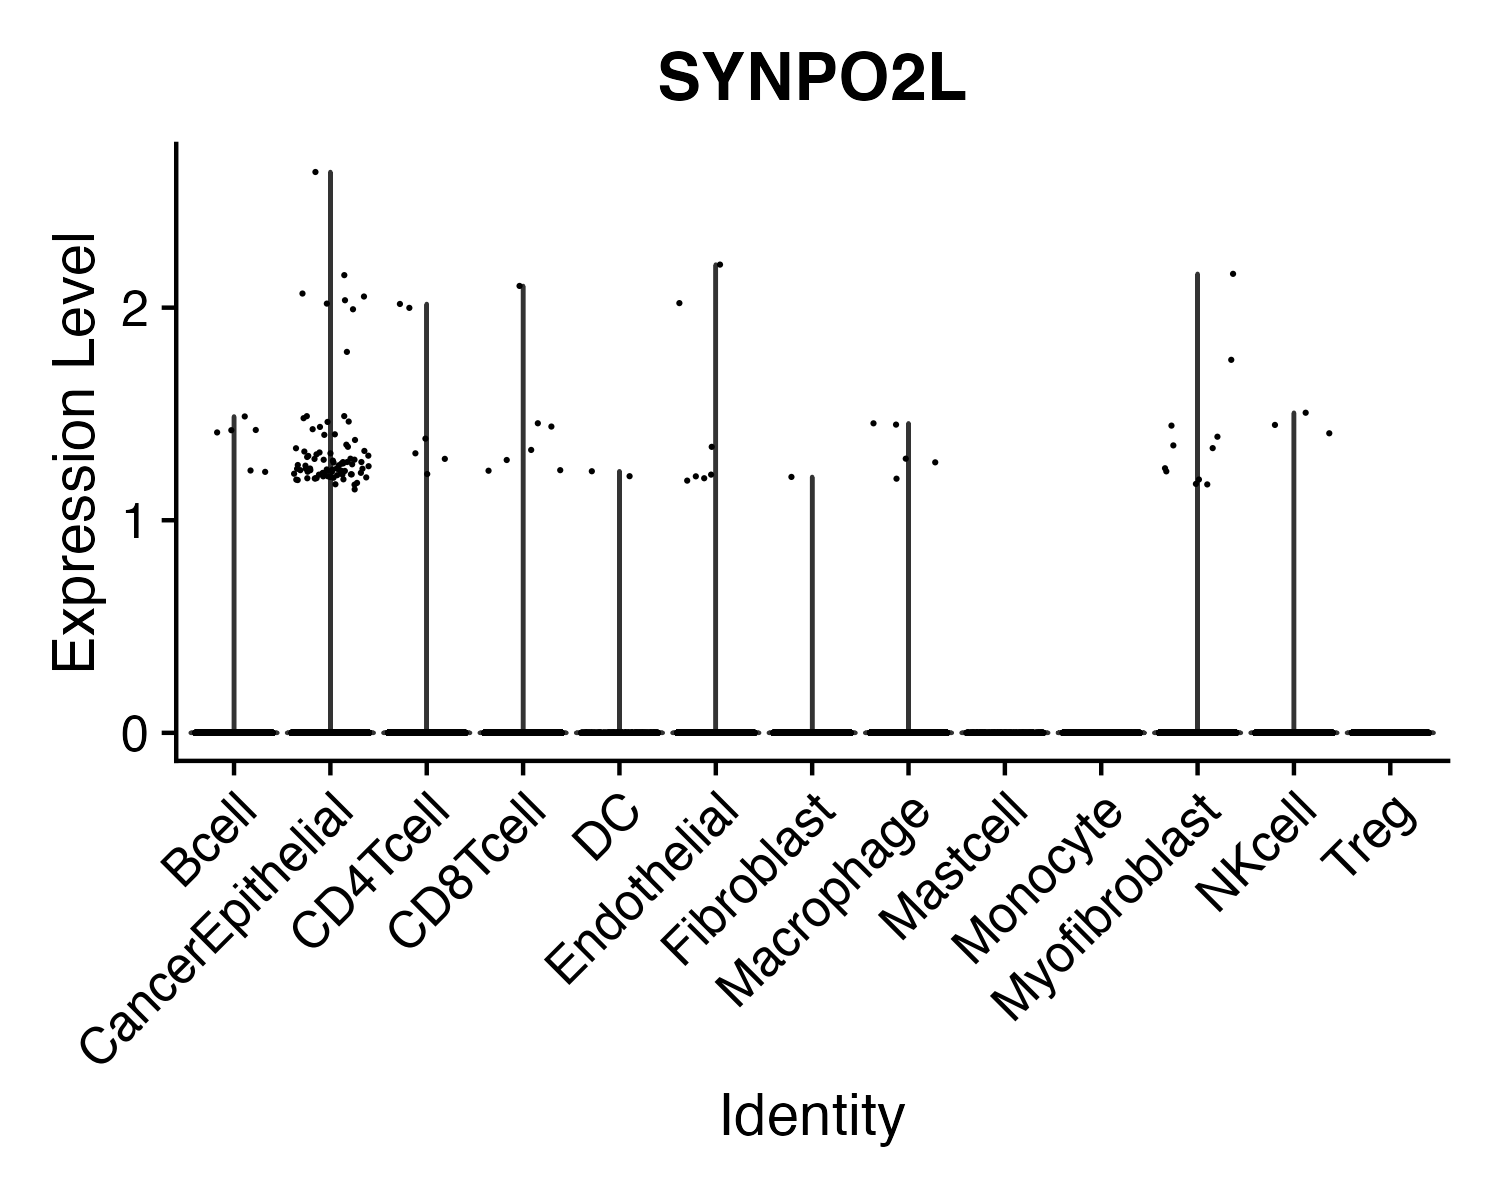 SYNPO2L
Expression Level
2
1
0
Bcell
CancerEpithelial
CD4Tcell
CD8Tcell
DC
Endothelial
Fibroblast
Macrophage
Mastcell
Monocyte
Myofibroblast
NKcell
Treg
Identity